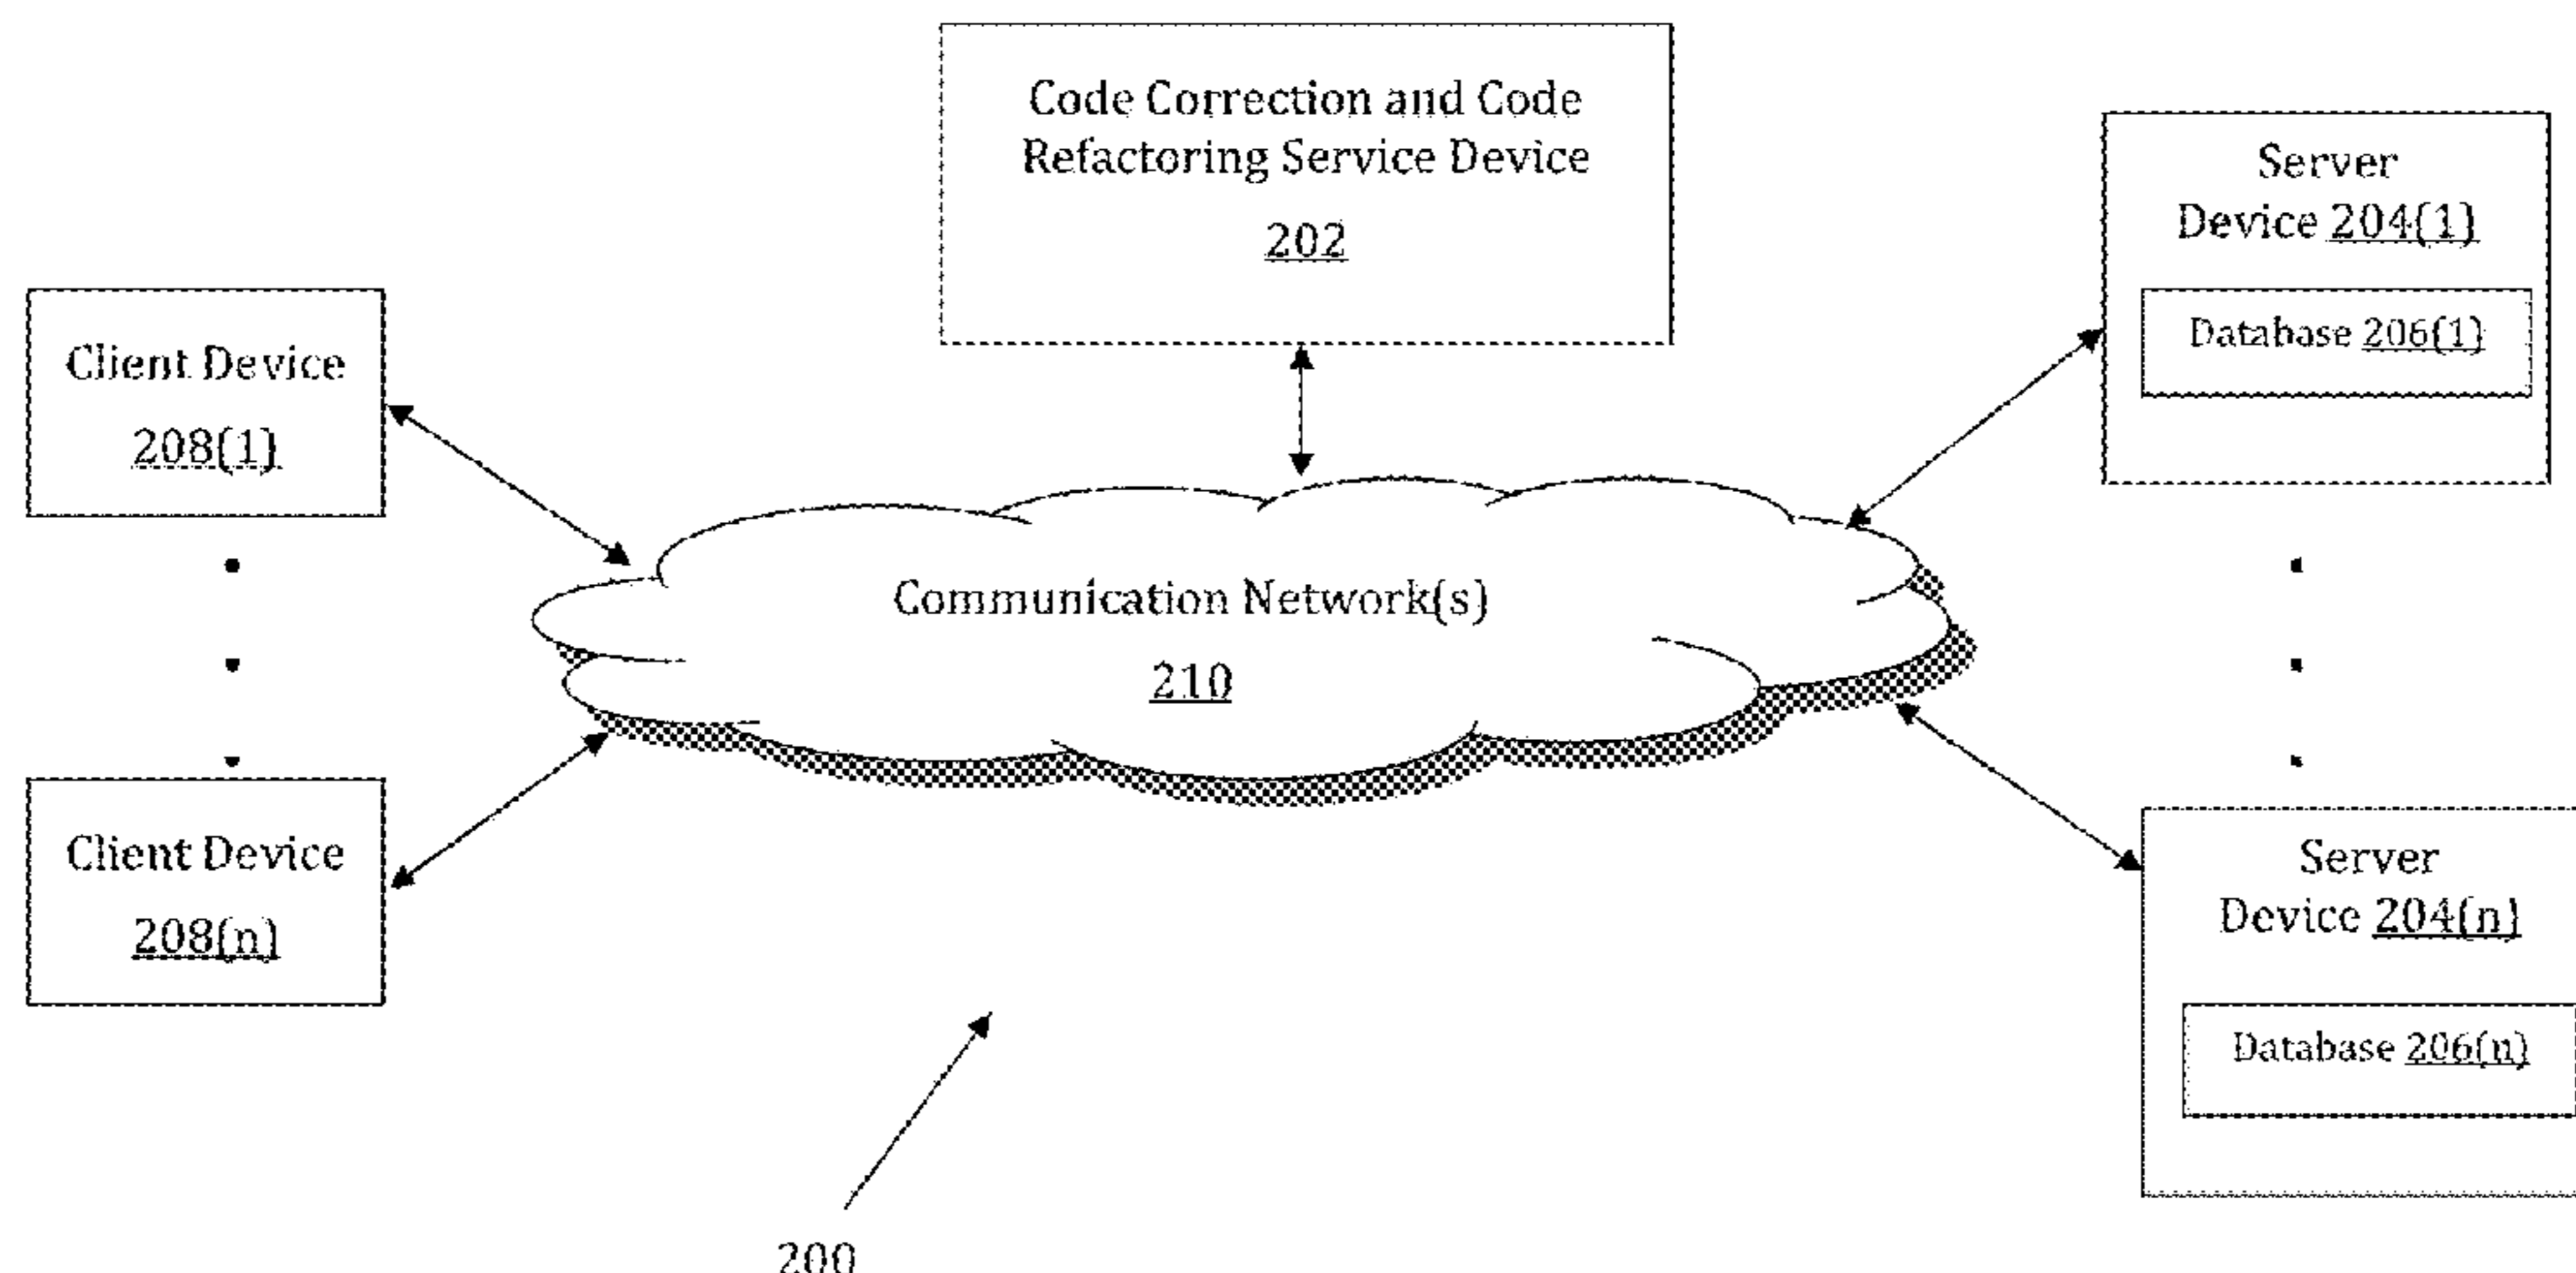 Code Correction and Code
Refactoring Service Device
202
Server
Device 204(1)
Database 206(1)
Client Device
208(1)
Communication Network(s)
210
Client Device
208(n)
Server
Device 204(n)
Database 206(n)
200